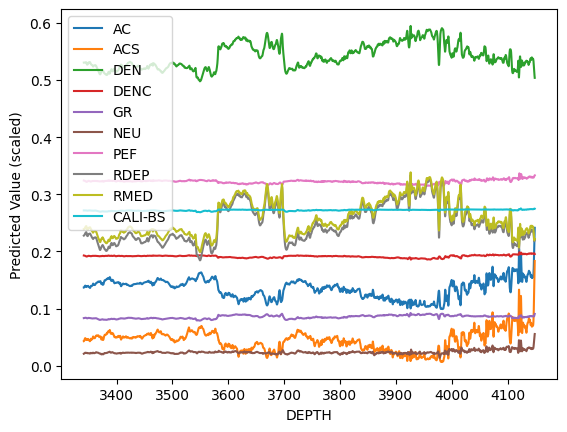 0.6
0.5
0.4
0.3
0.2
0.1
0.0
Predicted Value (scaled)
AC
ACS
DEN
DENC
GR
NEU
PEF
RDEP
RMED
CALI-BS
3400 3500 3600 3700 3800 3900 4000 4100
DEPTH